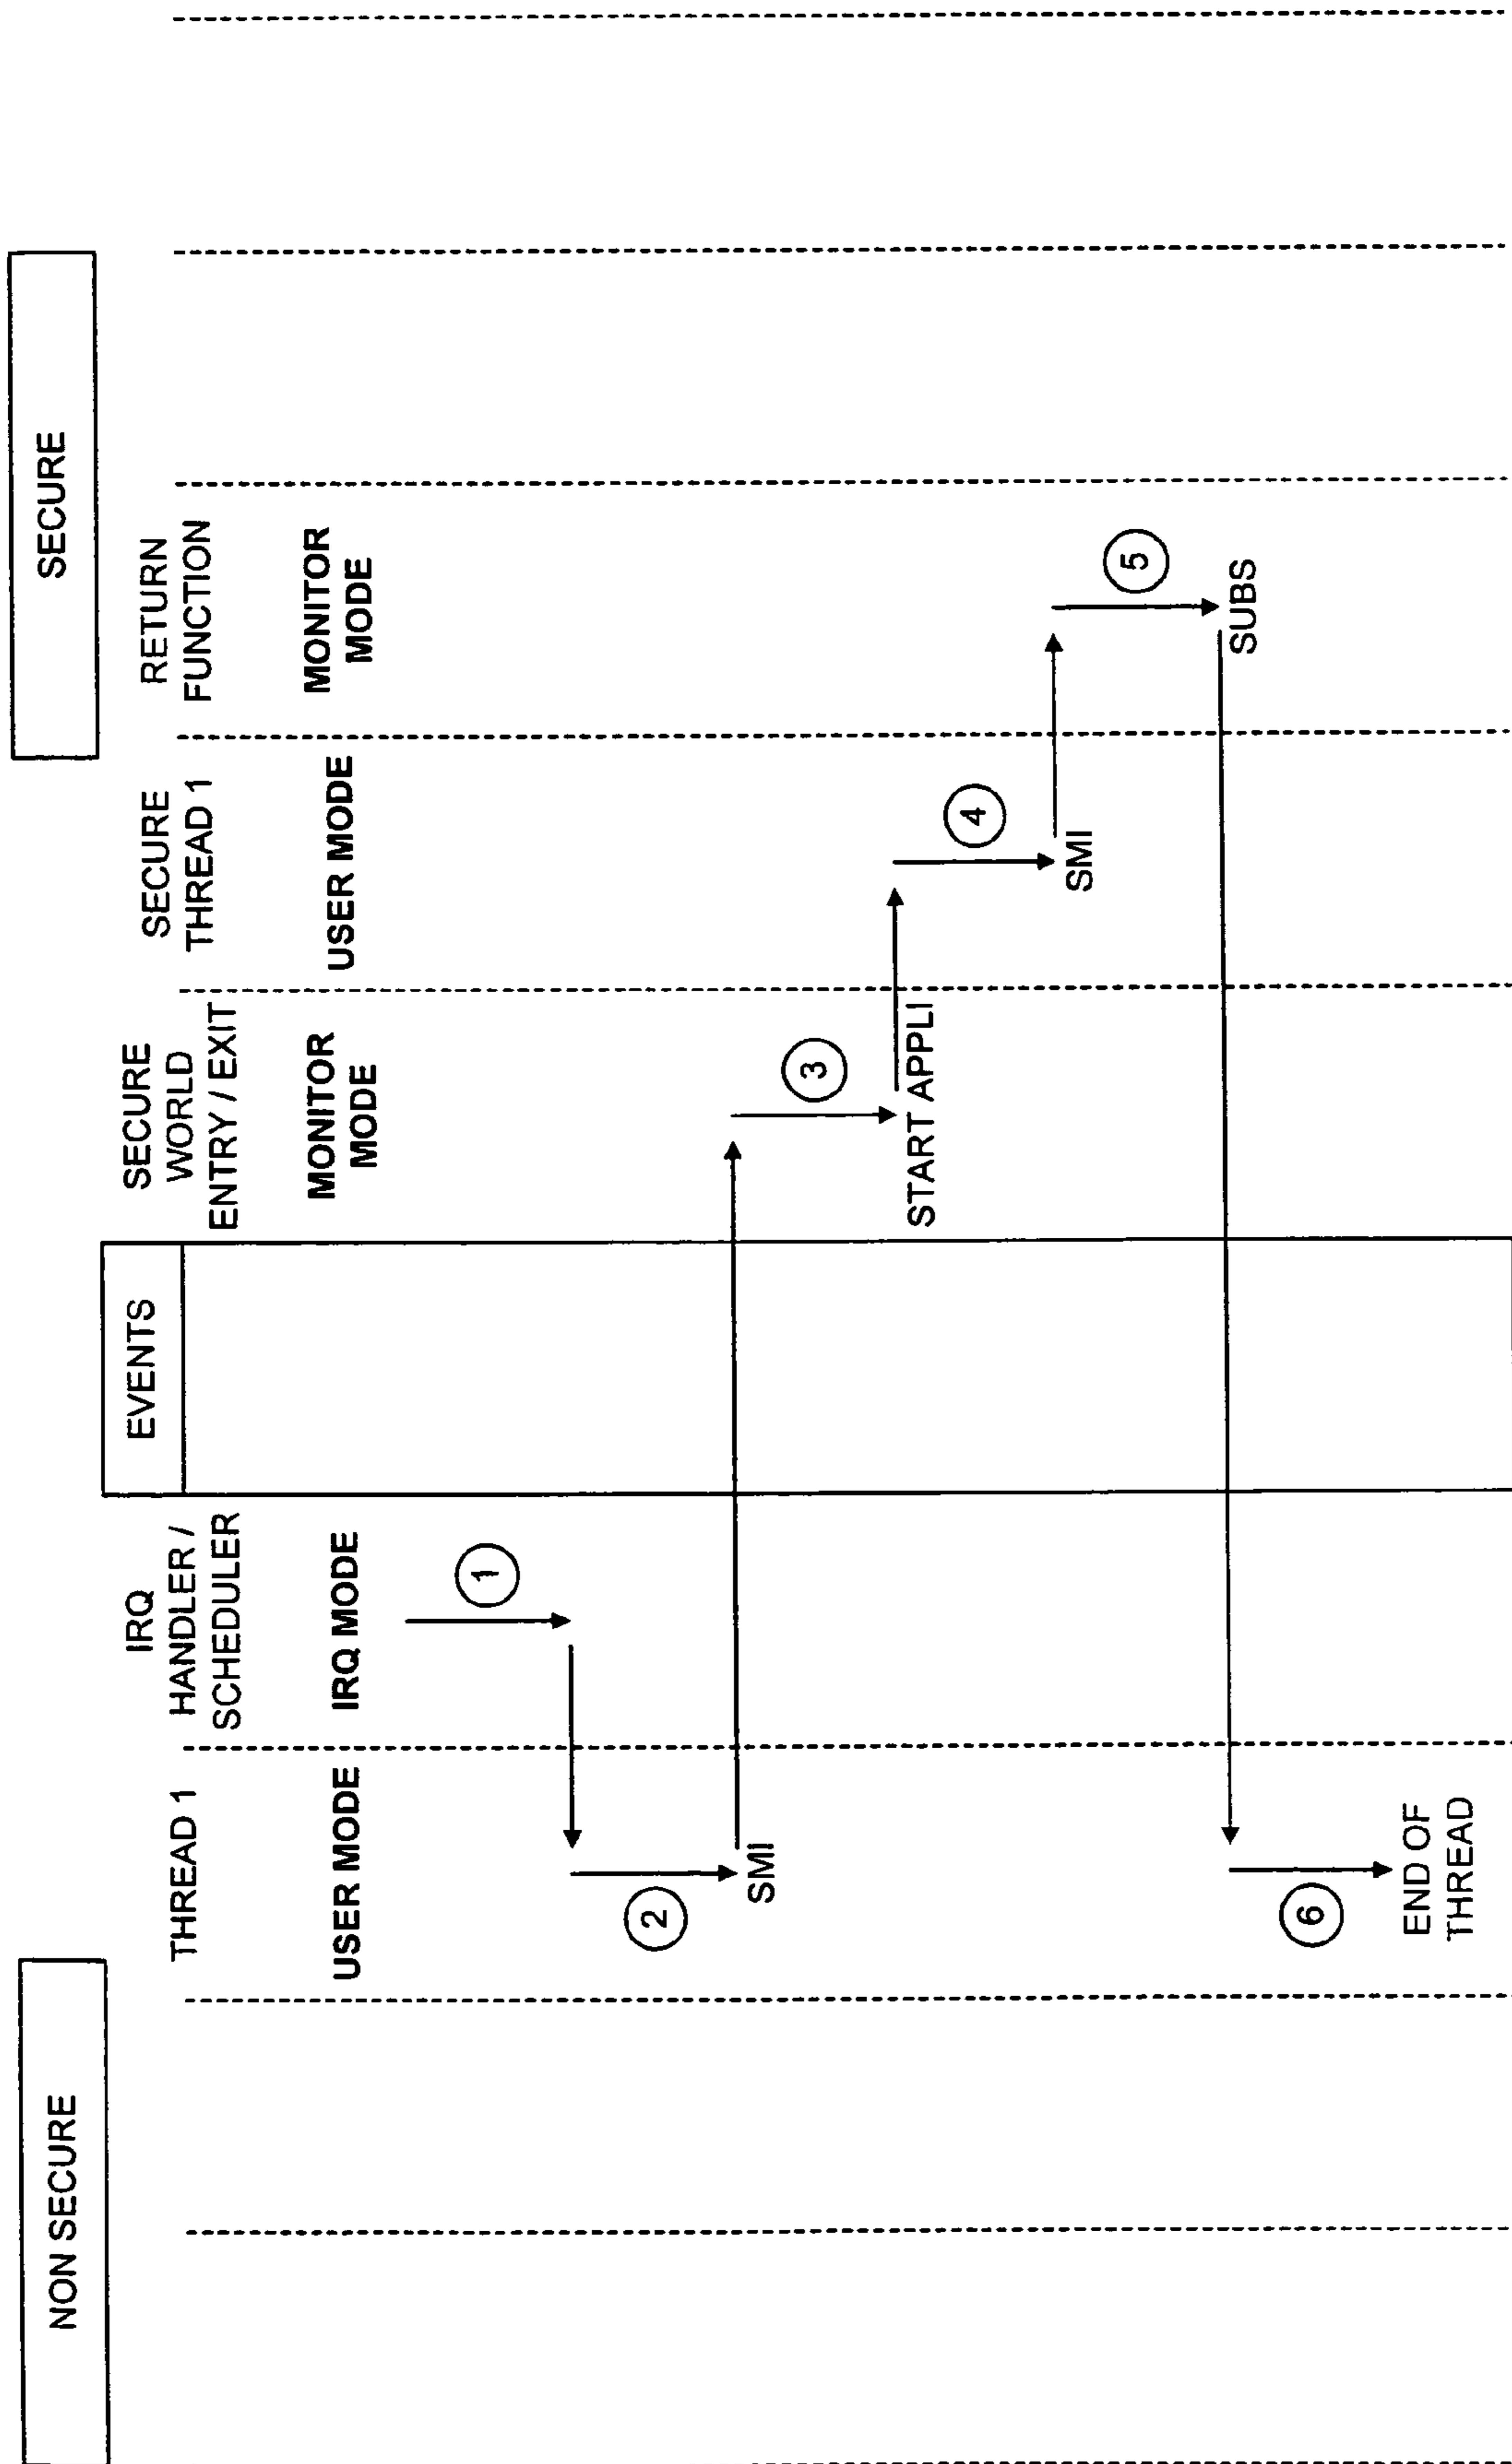 NON SECURE
SECURE
THREAD 1
IRQ
HANDLER /
SCHEDULER
EVENTS
SECURE
WORLD
ENTRY / EXIT
SECURE
THREAD 1
RETURN
FUNCTION
USER MODE
IRQ MODE
MONITOR
MODE
USER MODE
MONITOR
MODE
1
2
SMI
3
START APPLI
4
SMI
5
SUBS
6
END OF
THREAD